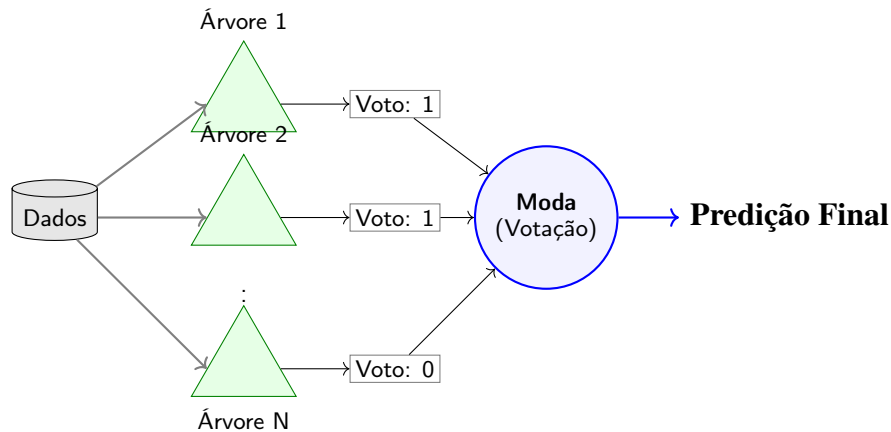 Árvore 1
Voto: 1
Árvore 2
Dados
Voto: 1
Moda
(Votação)
Predição Final
⋮
Voto: 0
Árvore N